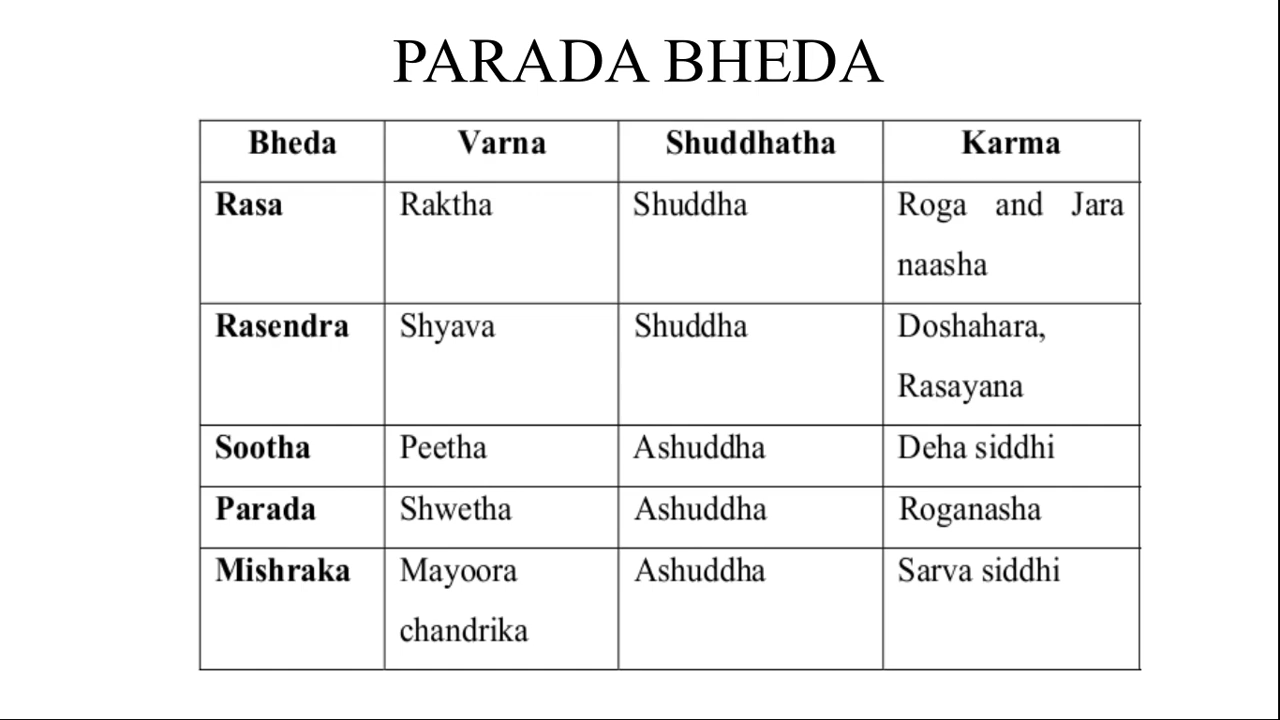 PARADA BHEDA
Bheda Varna Shuddhatha Karma
Rasa Raktha Shuddha Roga and Jara
naasha
Rasendra Shyava Shuddha Doshahara,
Rasayana
Sootha Peetha Ashuddha Deha siddhi
Parada Shwetha Ashuddha Roganasha
Mishraka Mayoora Ashuddha Sarva siddhi
chandrika